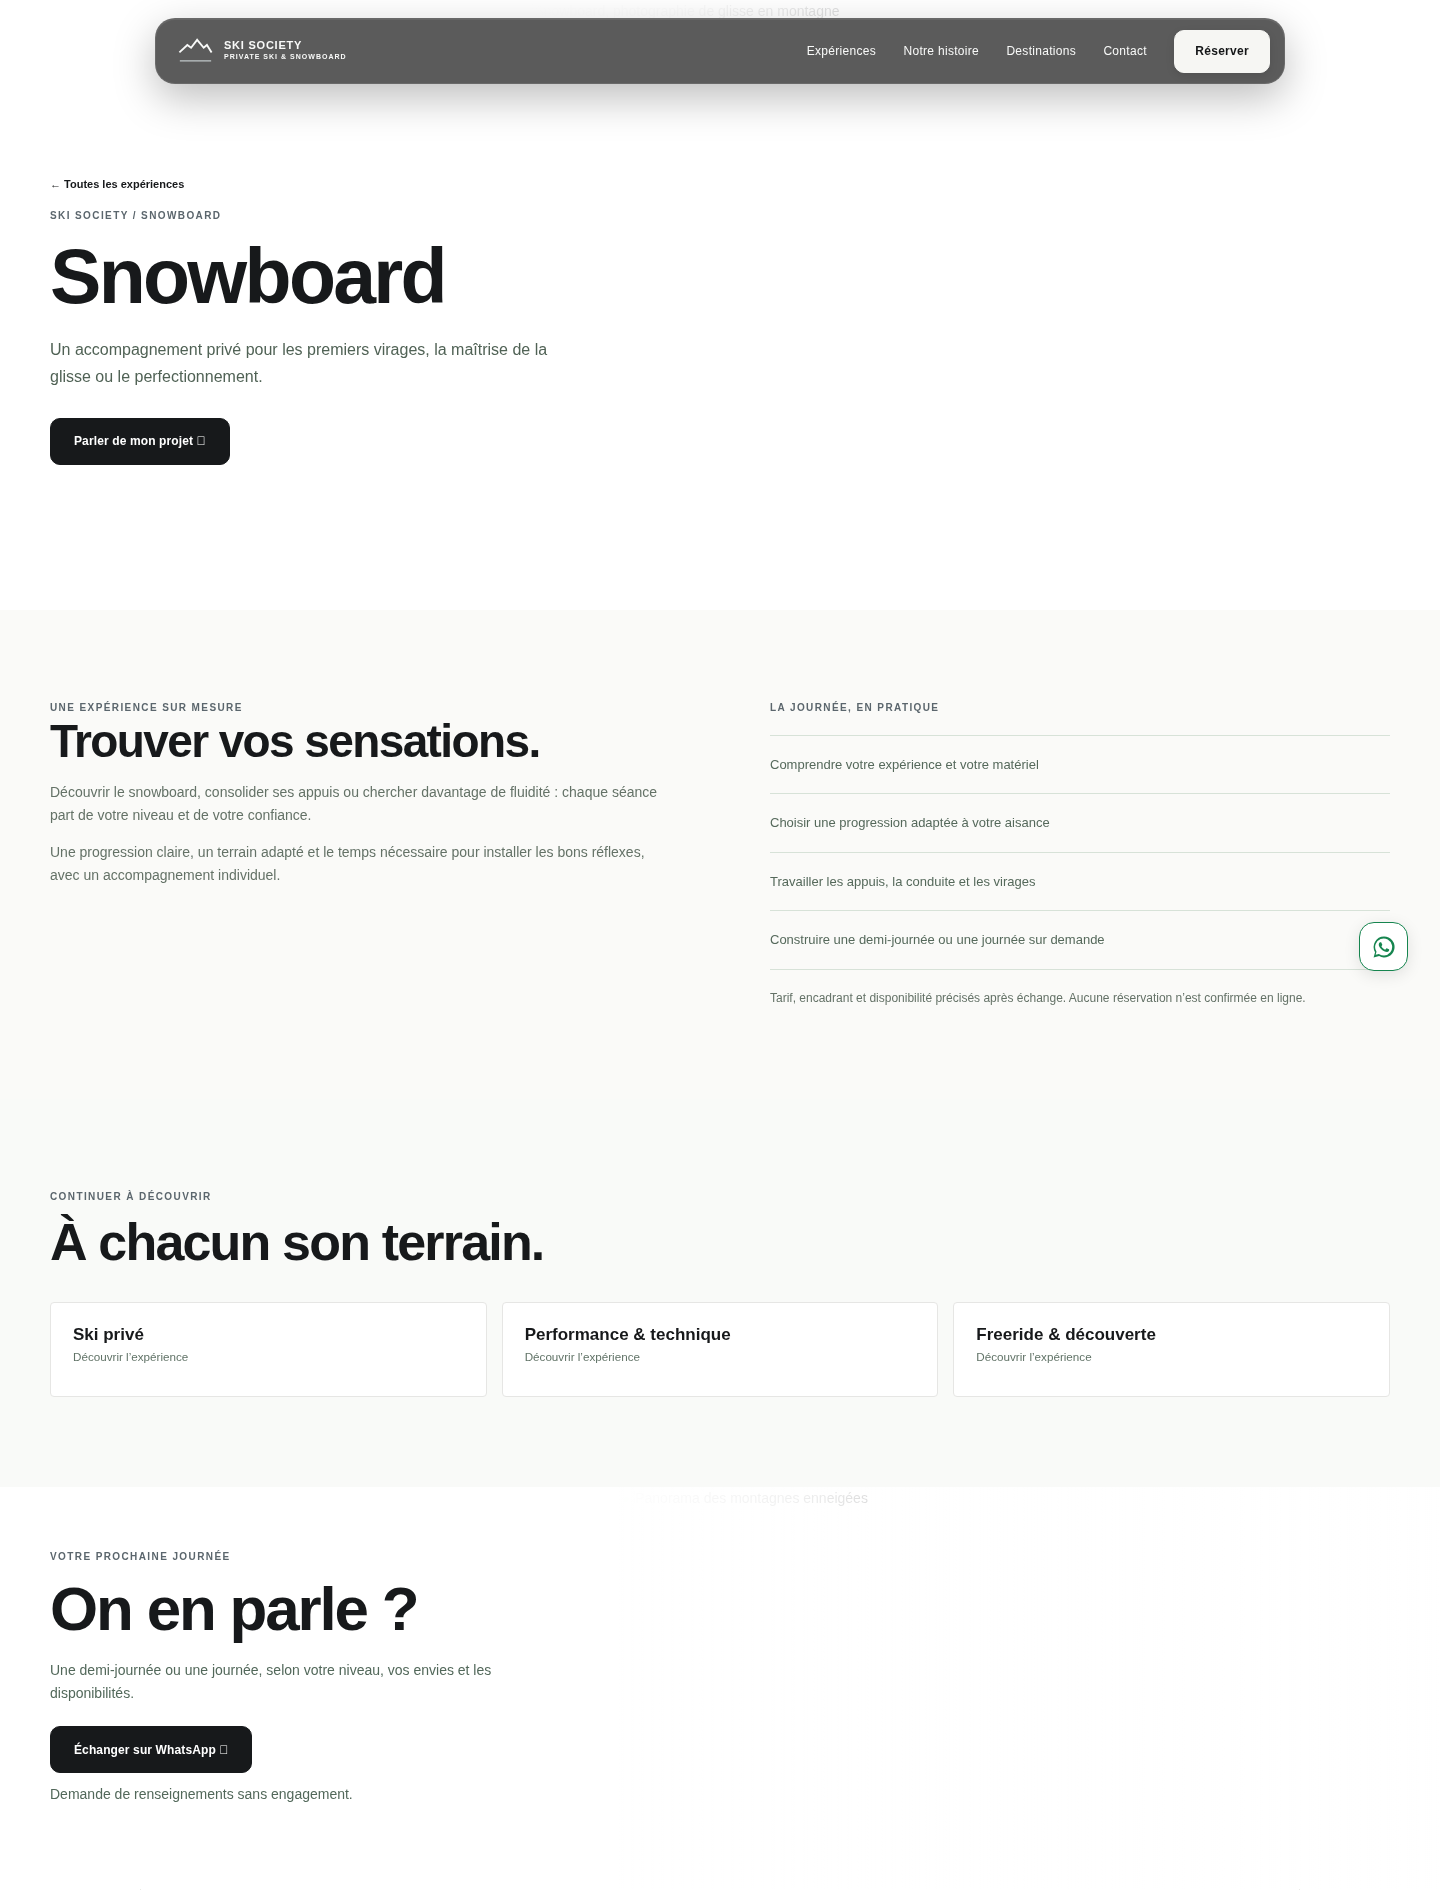 de glisse en montagne
SKI SOCIETY
PRIVATE SKI & SNOWBOARD
Expériences
Notre histoire
Destinations
Contact
Réserver
← Toutes les expériences
SKI SOCIETY / SNOWBOARD
Snowboard
Un accompagnement privé pour les premiers virages, la maîtrise de la
glisse ou le perfectionnement.
Parler de mon projet
UNE EXPÉRIENCE SUR MESURE
Trouver vos sensations.
Découvrir le snowboard, consolider ses appuis ou chercher davantage de fluidité : chaque séance
part de votre niveau et de votre confiance.
Une progression claire, un terrain adapté et le temps nécessaire pour installer les bons réflexes,
avec un accompagnement individuel.
LA JOURNÉE, EN PRATIQUE
Comprendre votre expérience et votre matériel
Choisir une progression adaptée à votre aisance
Travailler les appuis, la conduite et les virages
Construire une demi-journée ou une journée sur demande
Tarif, encadrant et disponibilité précisés après échange. Aucune réservation n’est confirmée en ligne.
CONTINUER À DÉCOUVRIR
À chacun son terrain.
Ski privé
Découvrir l’expérience
Performance & technique
Découvrir l’expérience
Freeride & découverte
Découvrir l’expérience
des montagnes enneigées
VOTRE PROCHAINE JOURNÉE
On en parle ?
Une demi-journée ou une journée, selon votre niveau, vos envies et les
disponibilités.
Échanger sur WhatsApp
Demande de renseignements sans engagement.